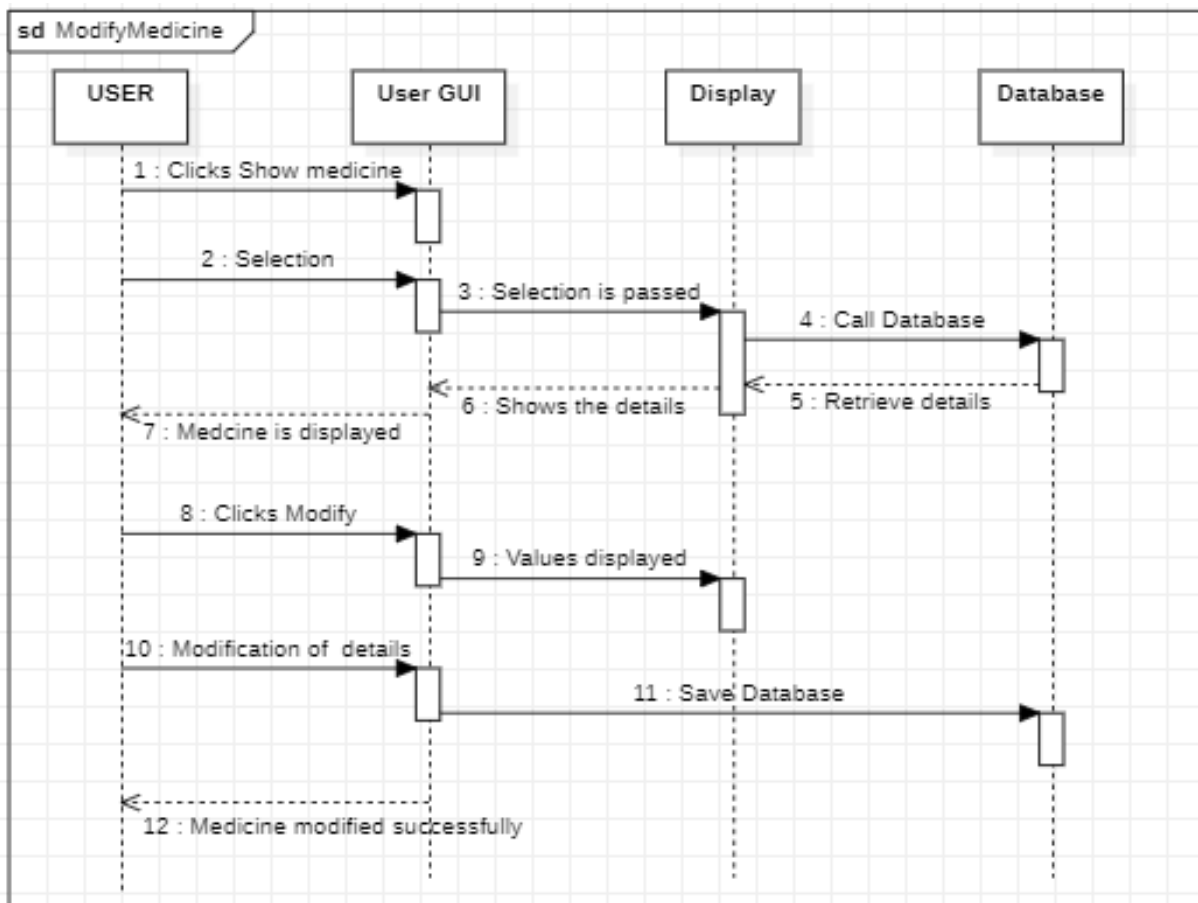 sd ModifyMedicine
USER
User GUI
Display
Database
1 : Clicks Show medicine
2 : Selection
3 : Selection is passed
4 : Call Database
5 : Retrieve details
6 : Shows the details
7 : Medcine is displayed
8 : Clicks Modify
9 : Values displayed
10 : Modification of  details
11 : Save Database
12 : Medicine modified successfully